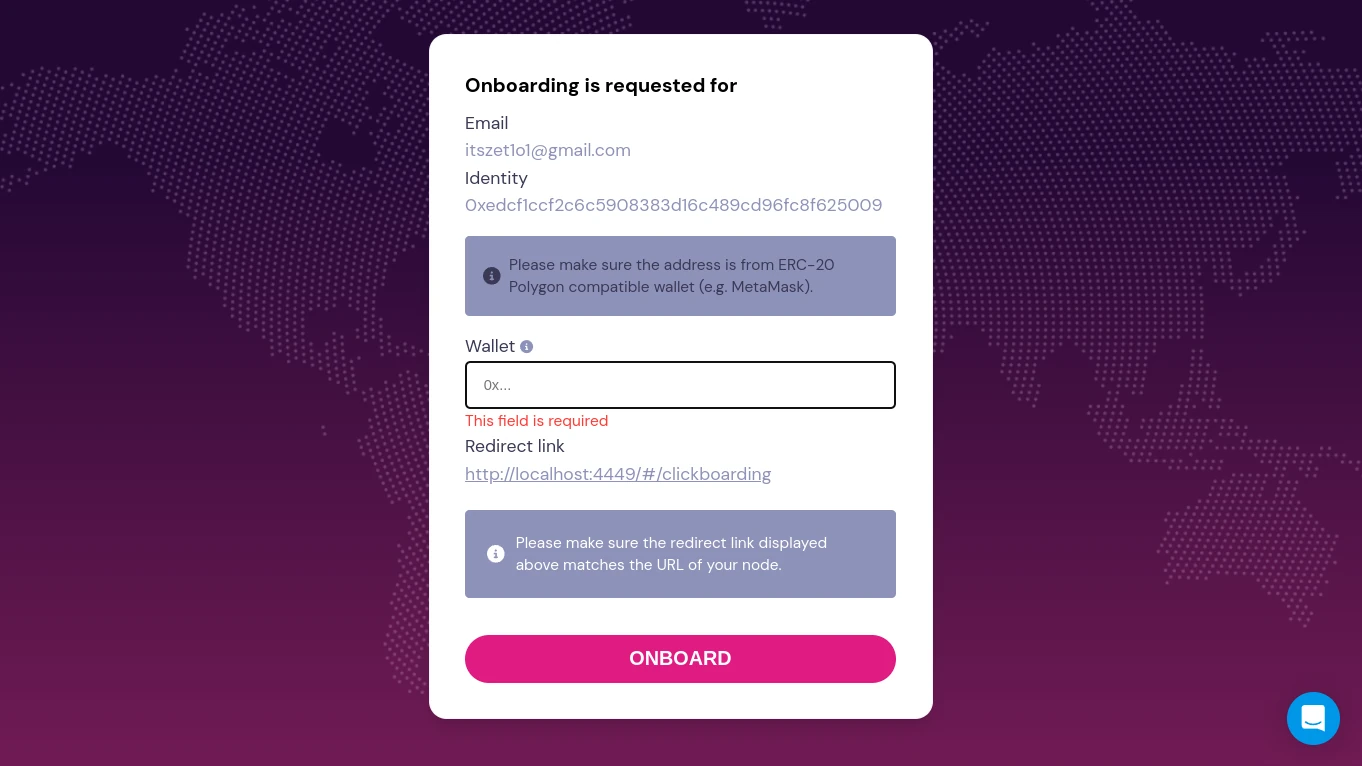 Onboarding is requested for
Email
itszet1o1@gmail.com
Identity
0xedcf1ccf2c6c5908383d16c489cd96fc8f625009
Please make sure the address is from ERC-20
Polygon compatible wallet (e.g. MetaMask).
Wallet
0x...
This field is required
Redirect link
http://localhost:4449/#/clickboarding
Please make sure the redirect link displayed
above matches the URL of your node.
ONBOARD